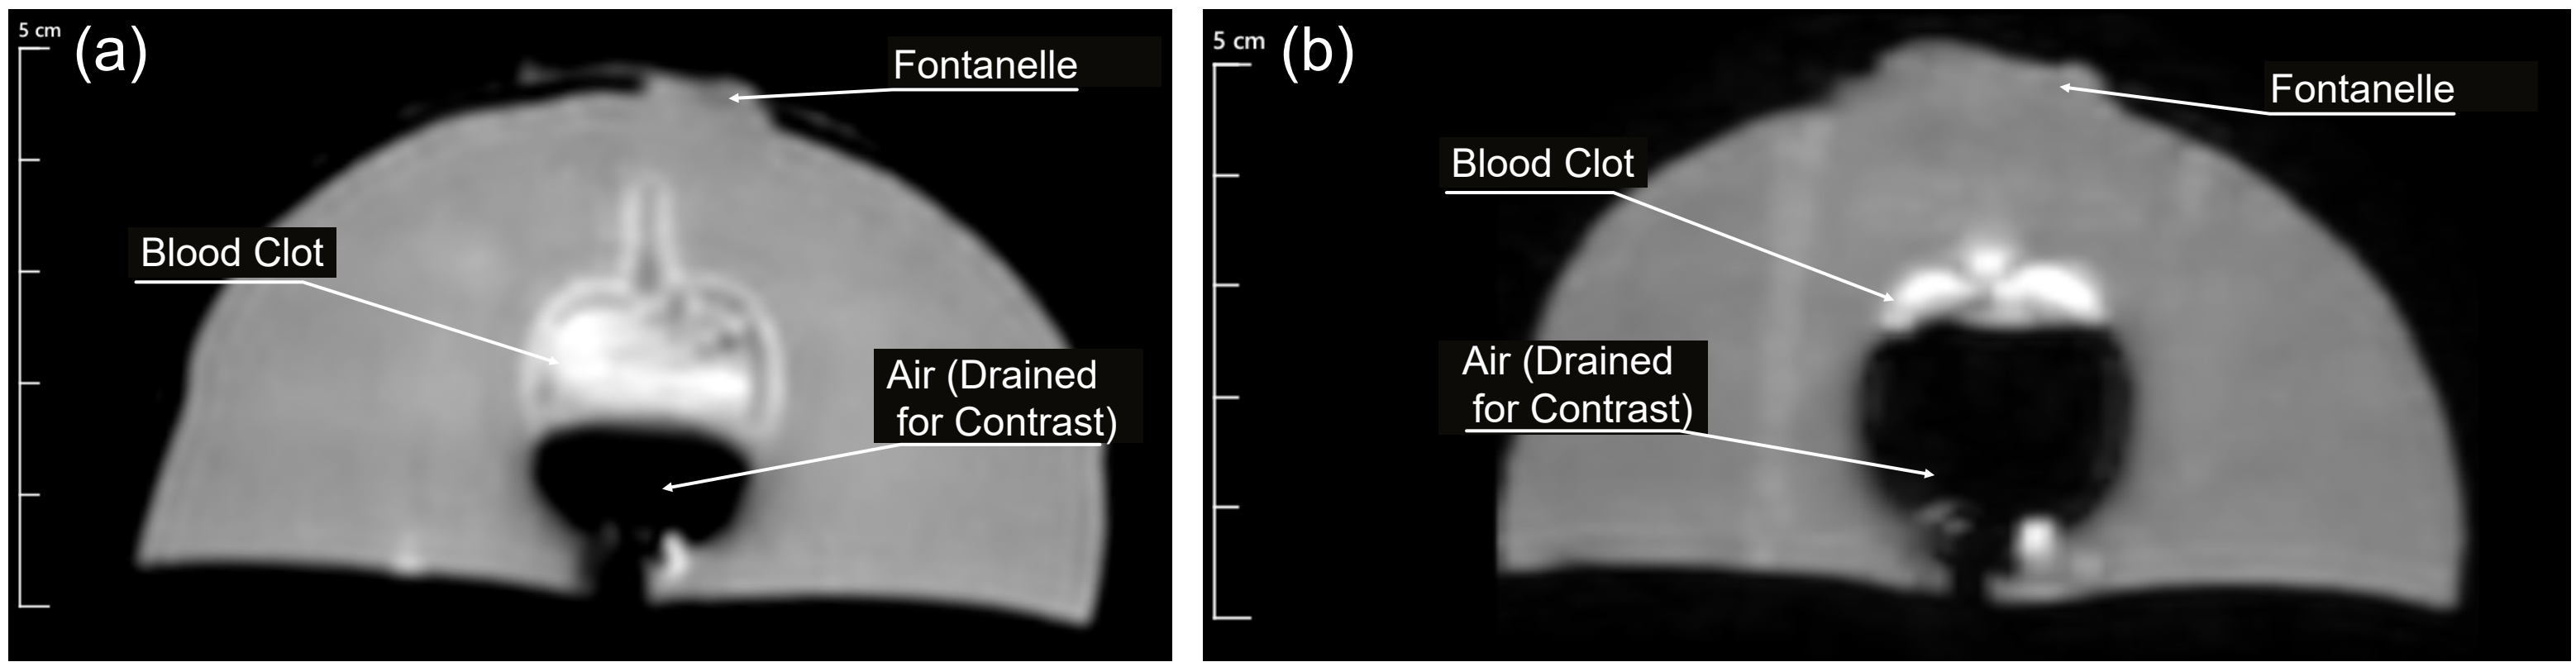 5 cm
(a)
Fontanelle
Blood Clot
Air (Drained
for Contrast)
5 cm
(b)
Fontanelle
Blood Clot
Air (Drained
for Contrast)